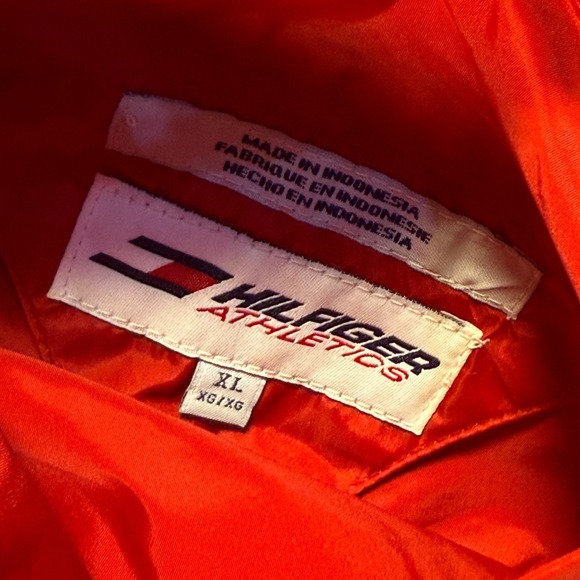 MADE IN INDONESIA
FABRIQUE EN INDONESIE
HECHO EN INDONESIA
HILFIGER
ATHLETICS
XL
XG/XG